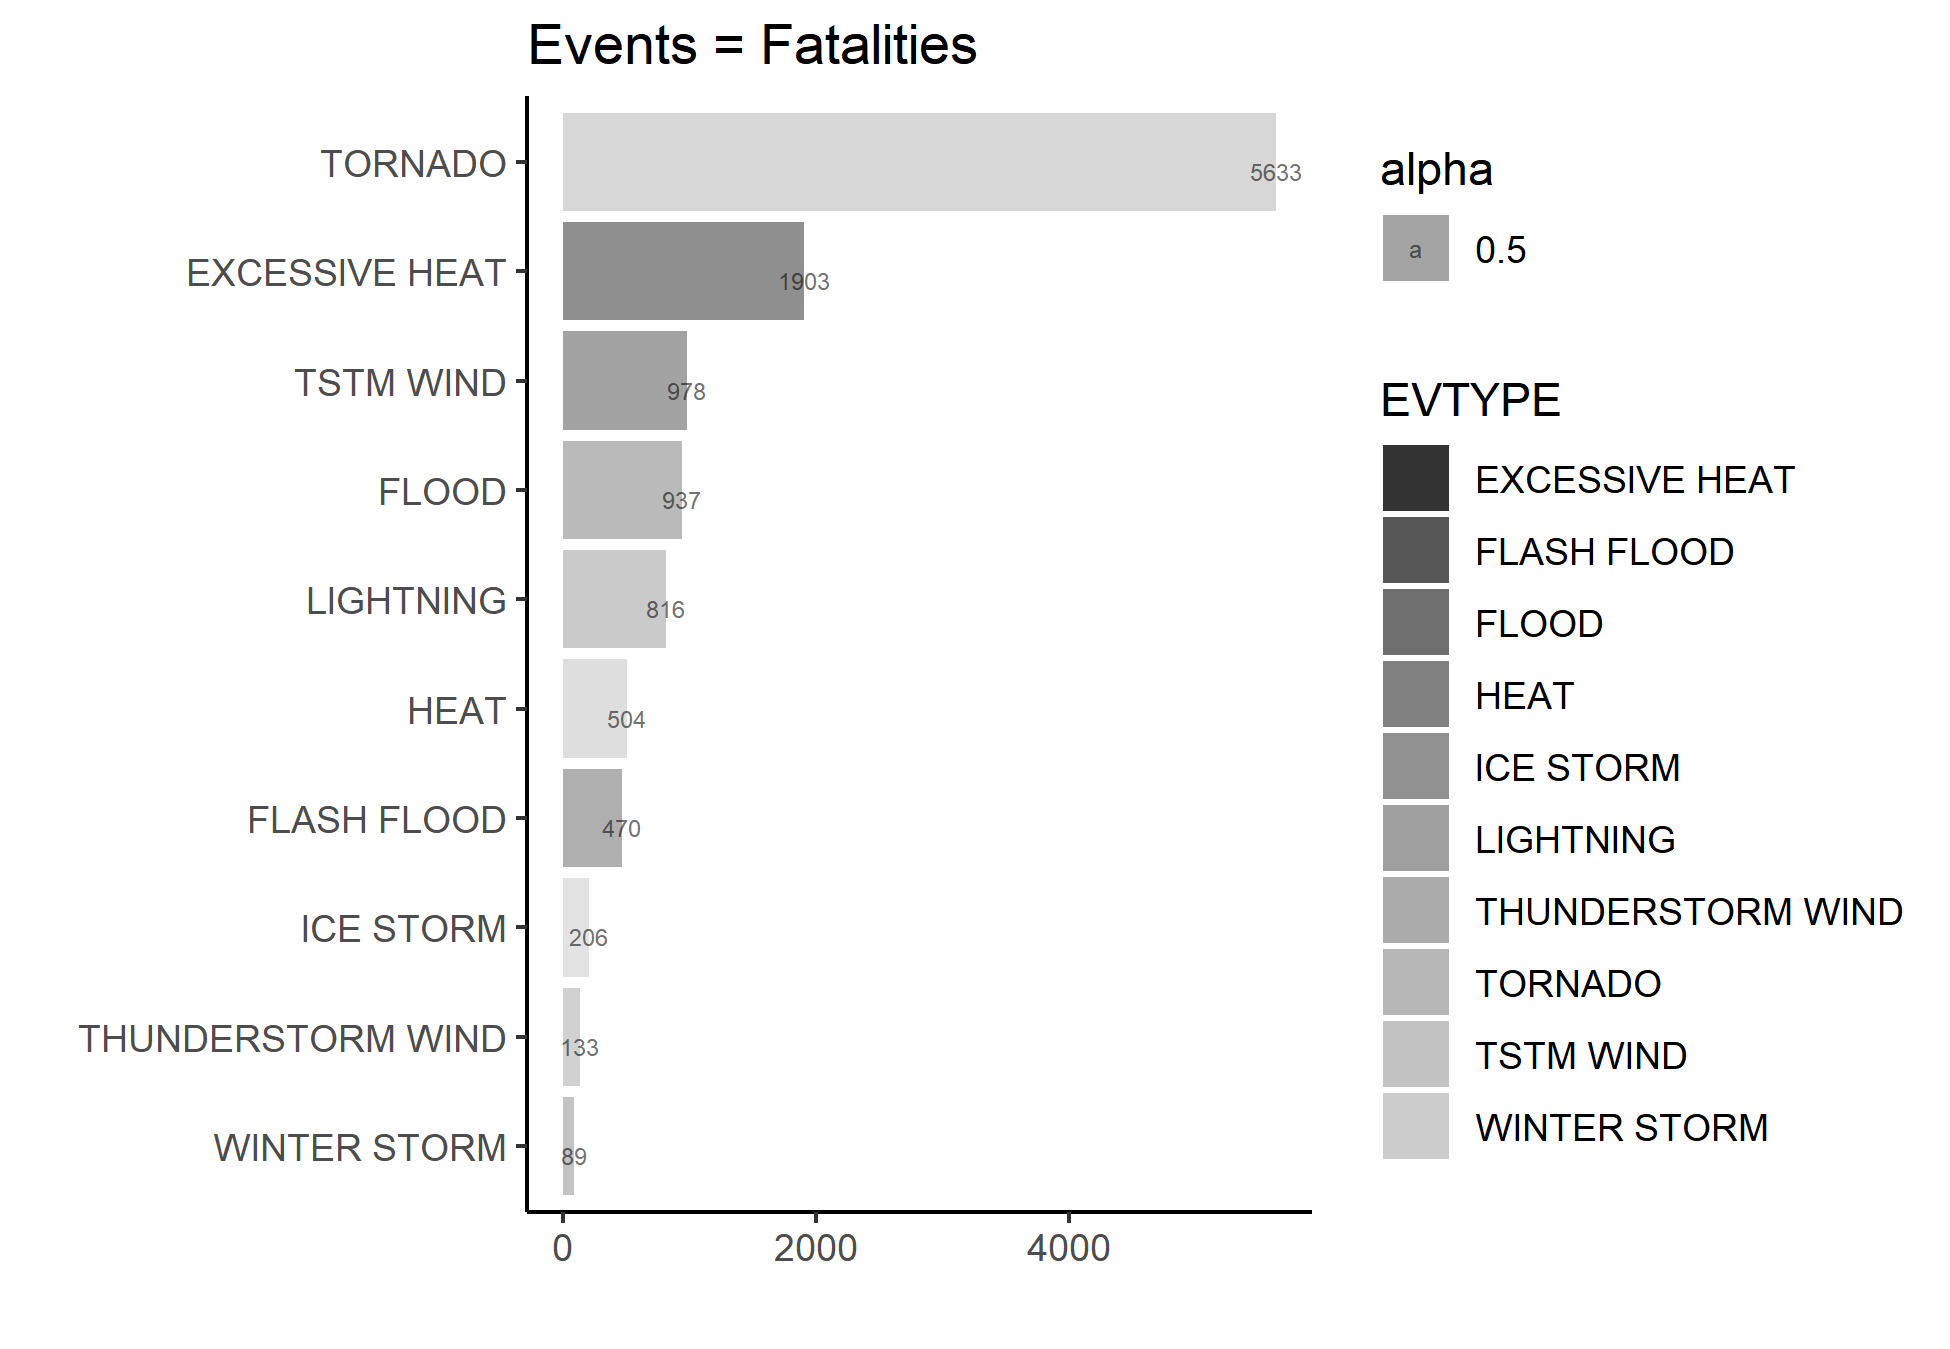 Events = Fatalities
TORNADO
5633
EXCESSIVE HEAT
1903
TSTM WIND
978
FLOOD
937
LIGHTNING
816
HEAT
504
FLASH FLOOD
470
ICE STORM
206
THUNDERSTORM WIND
133
WINTER STORM
89
0 2000 4000
alpha
a 0.5
EVTYPE
EXCESSIVE HEAT
FLASH FLOOD
FLOOD
HEAT
ICE STORM
LIGHTNING
THUNDERSTORM WIND
TORNADO
TSTM WIND
WINTER STORM